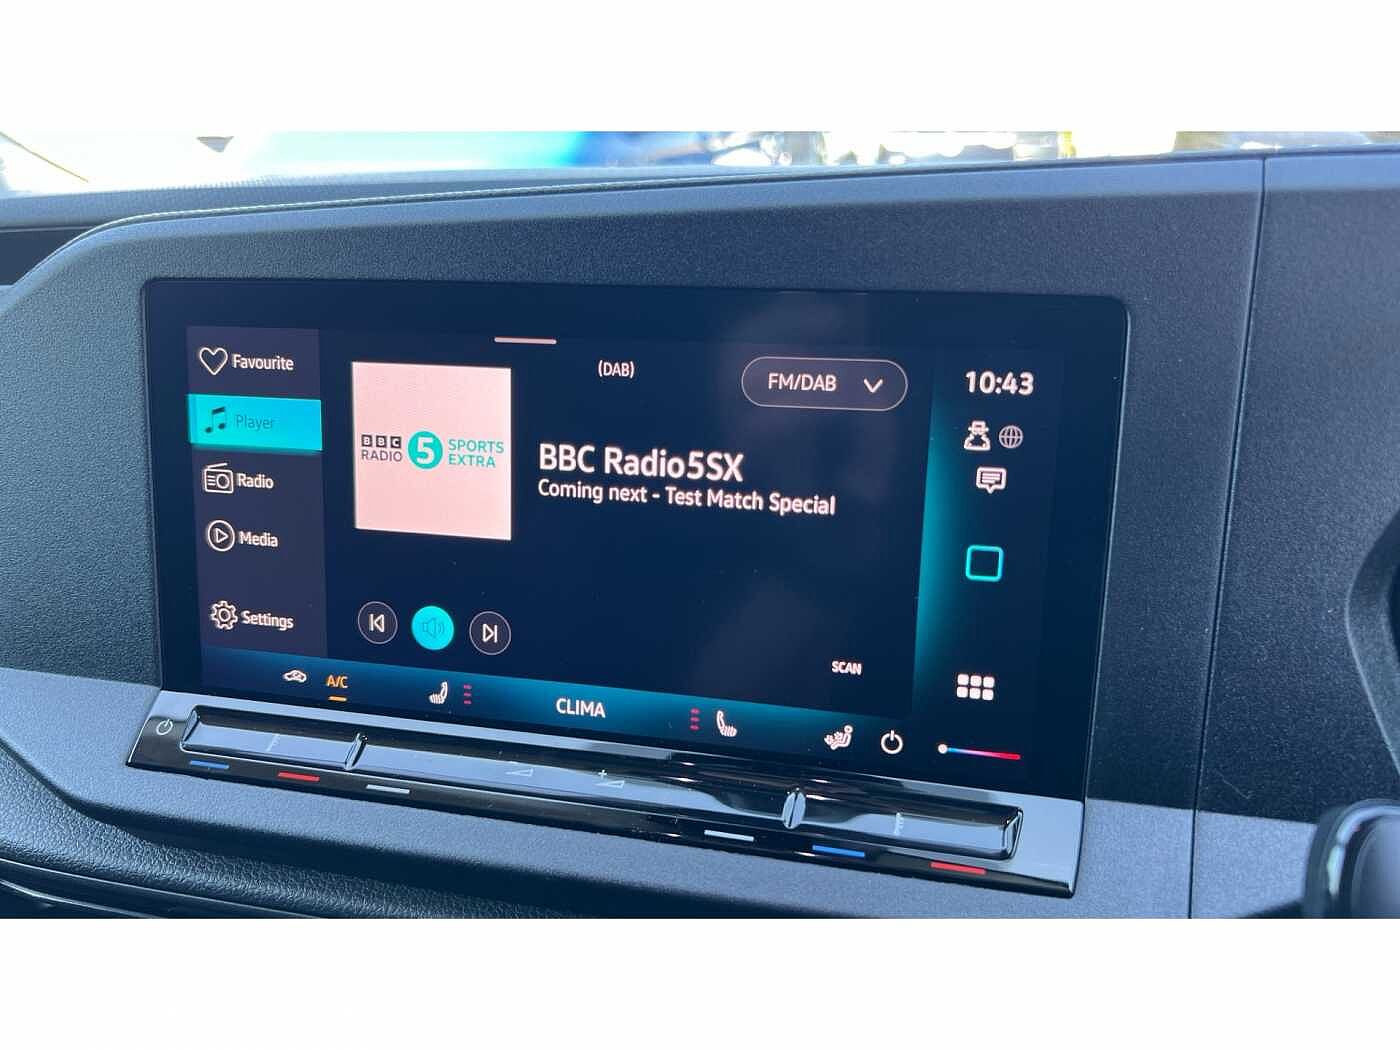 Favourite
Player
Radio
Media
Settings
(DAB)
FM/DAB
BBC
RADIO
5
SPORTS
EXTRA
BBC Radio5SX
Coming next - Test Match Special
SCAN
10:43
A/C
CLIMA